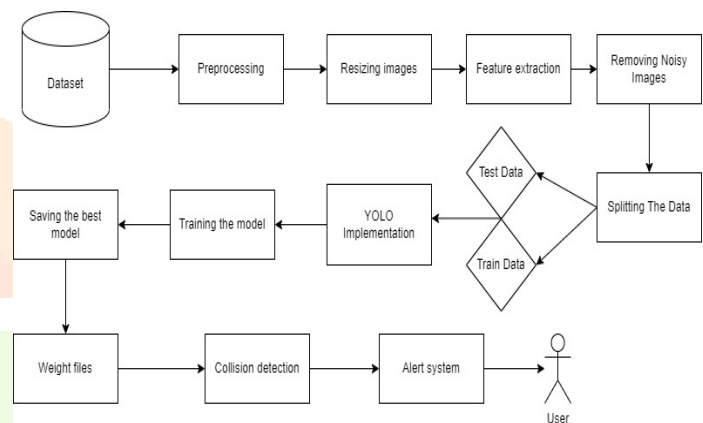 Dataset
Preprocessing
Resizing images
Feature extraction
Removing Noisy
Images
Splitting The Data
Test Data
Train Data
YOLO
Implementation
Training the model
Saving the best
model
Weight files
Collision detection
Alert system
User